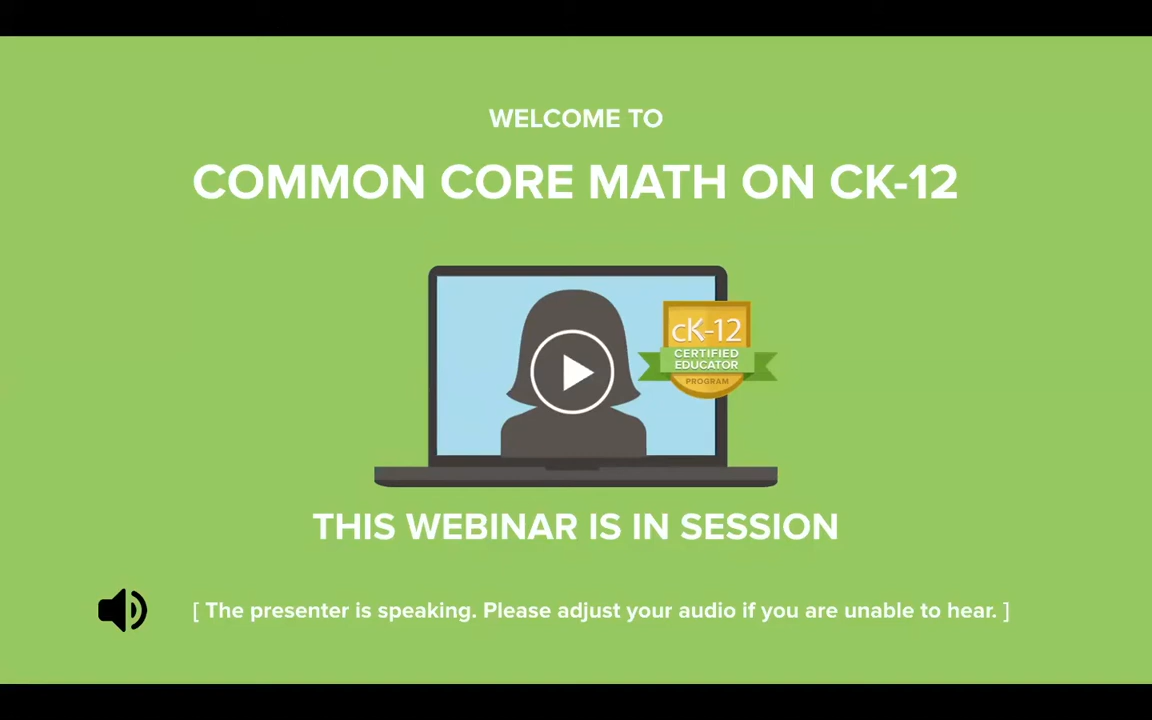 WELCOME TO
COMMON CORE MATH ON CK-12
cK-12
CERTIFIED
EDUCATOR
PROGRAM
THIS WEBINAR IS IN SESSION
[ The presenter is speaking. Please adjust your audio if you are unable to hear. ]